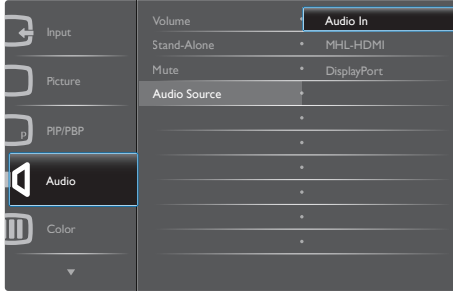 Input
Picture
P
PIP/PBP
Audio
Color
Volume
Stand-Alone
Mute
Audio Source
Audio In
MHL-HDMI
DisplayPort